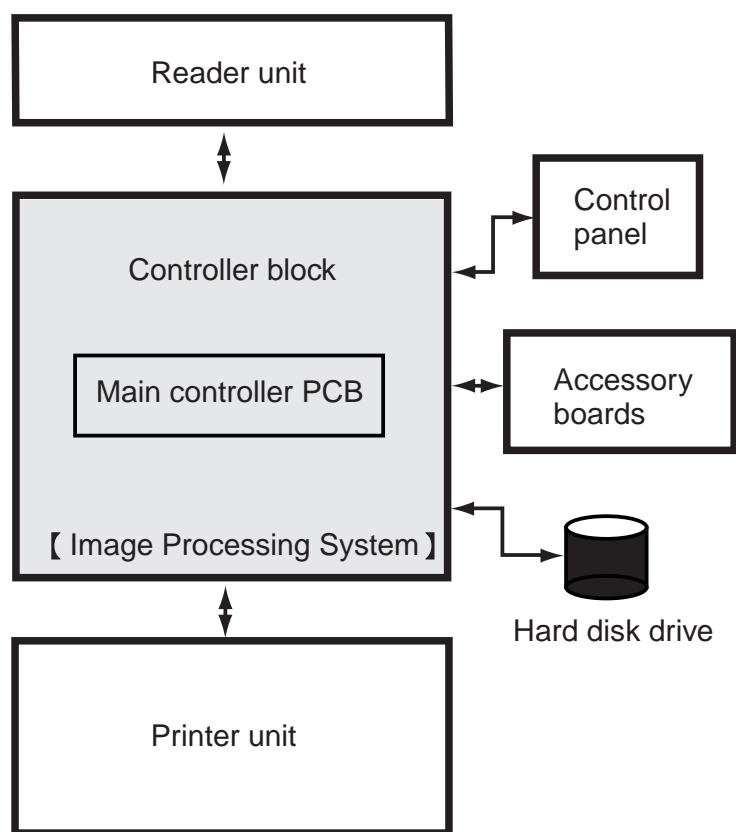 Reader unit
Controller block
Main controller PCB
【 Image Processing System 】
Control
panel
Accessory
boards
Hard disk drive
Printer unit